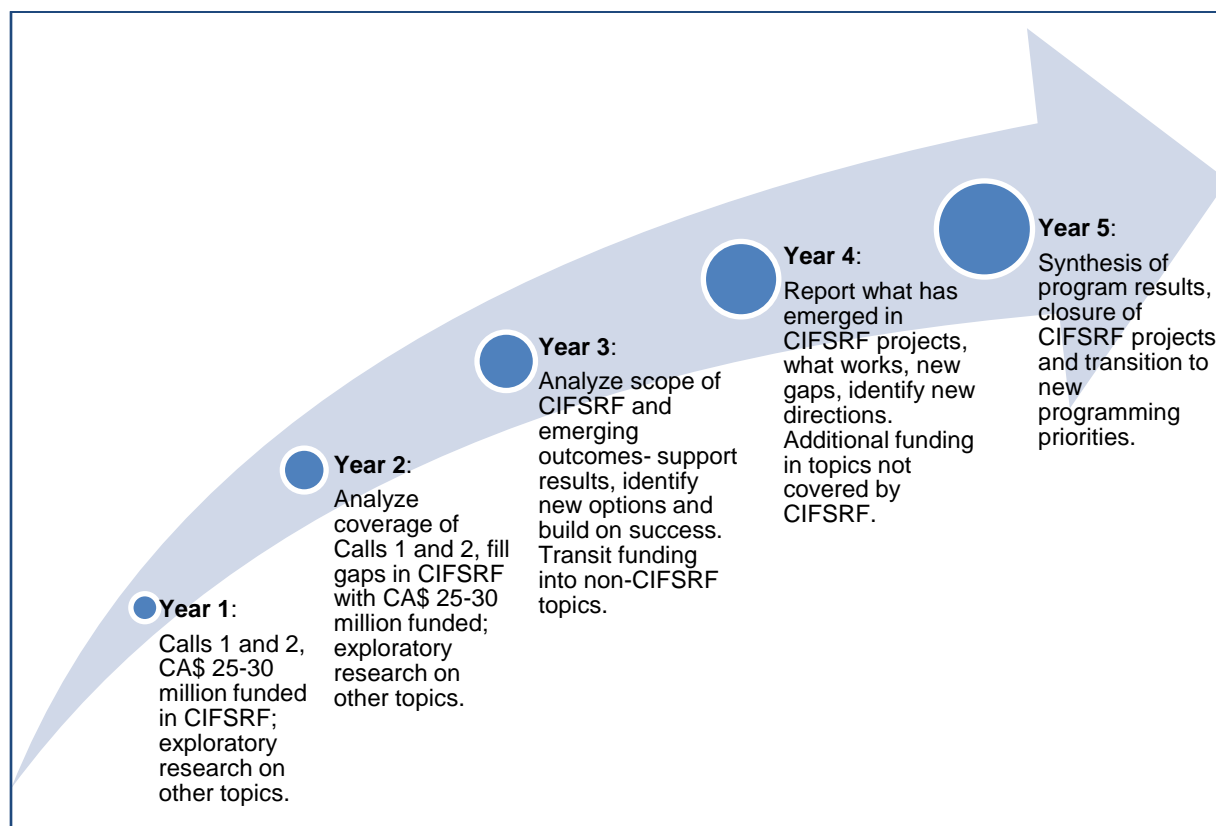 Year 1:
Calls 1 and 2,
CA$ 25-30
million funded
in CIFSRF;
exploratory
research on
other topics.
Year 2:
Analyze
coverage of
Calls 1 and 2, fill
gaps in CIFSRF
with CA$ 25-30
million funded;
exploratory
research on
other topics.
Year 3:
Analyze scope of
CIFSRF and
emerging
outcomes- support
results, identify
new options and
build on success.
Transit funding
into non-CIFSRF
topics.
Year 4:
Report what has
emerged in
CIFSRF projects,
what works, new
gaps, identify new
directions.
Additional funding
in topics not
covered by
CIFSRF.
Year 5:
Synthesis of
program results,
closure of
CIFSRF projects
and transition to
new
programming
priorities.